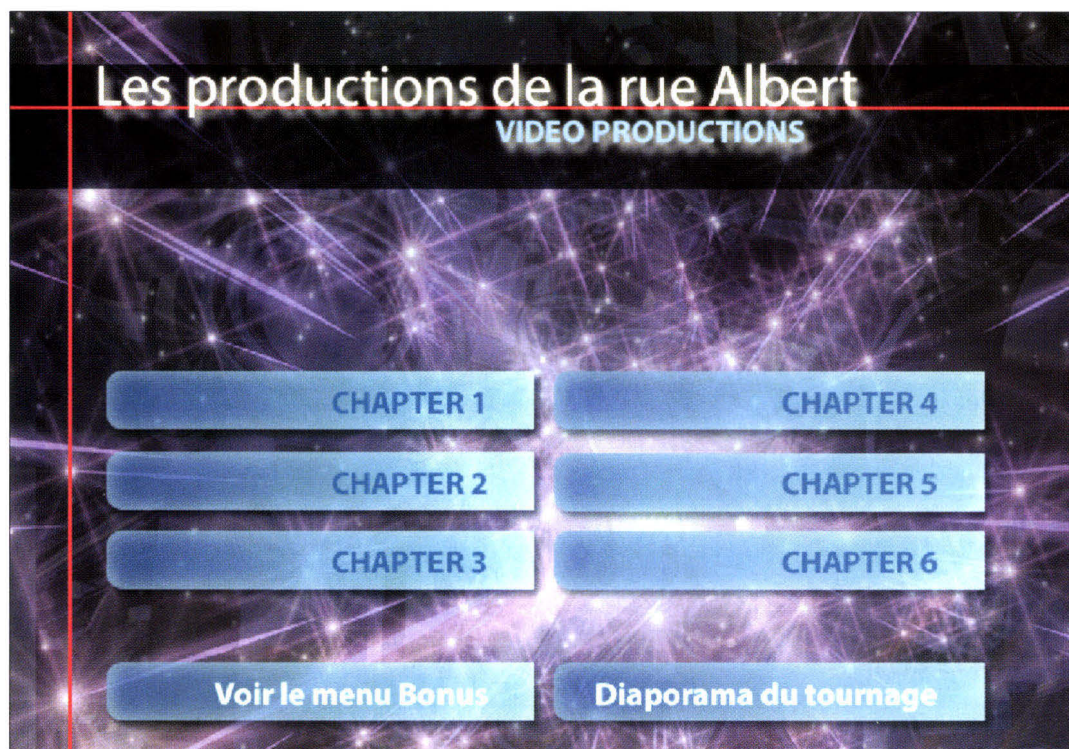 Les productions de la rue Albert
VIDEO PRODUCTIONS
CHAPTER 1
CHAPTER 2
CHAPTER 3
CHAPTER 4
CHAPTER 5
CHAPTER 6
Voir le menu Bonus
Diaporama du tournage